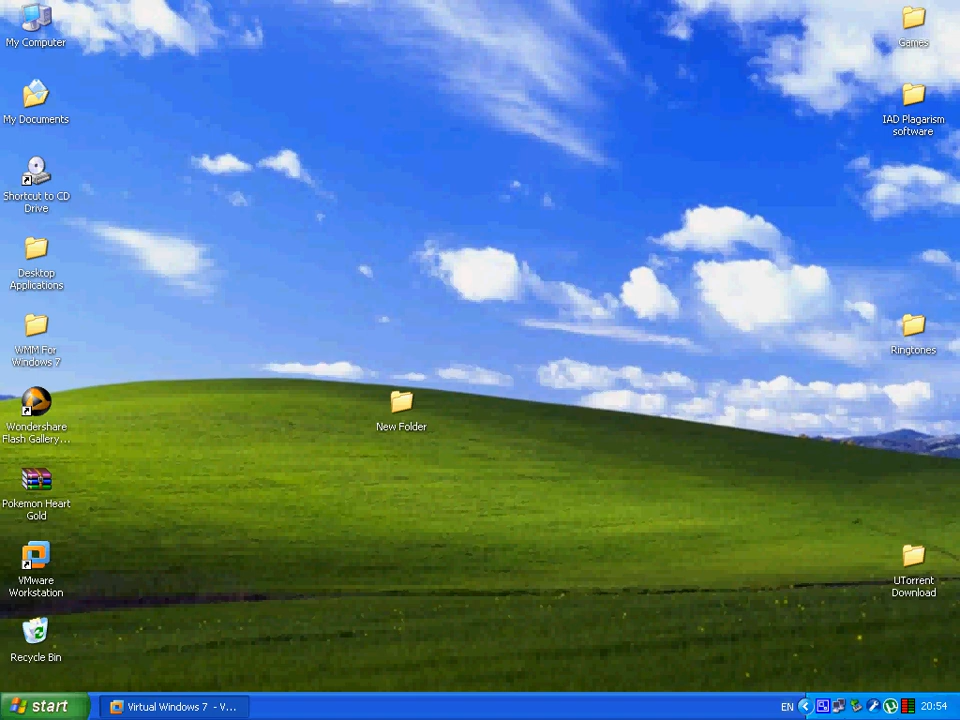 My Computer
My Documents
Shortcut to CD
Drive
Desktop
Applications
WMM For
Windows 7
Wondershare
Flash Gallery...
Pokemon Heart
Gold
VMware
Workstation
Recycle Bin
New Folder
Games
IAD Plagarism
software
Ringtones
UTorrent
Download
start
Virtual Windows 7 - V...
EN
20:54